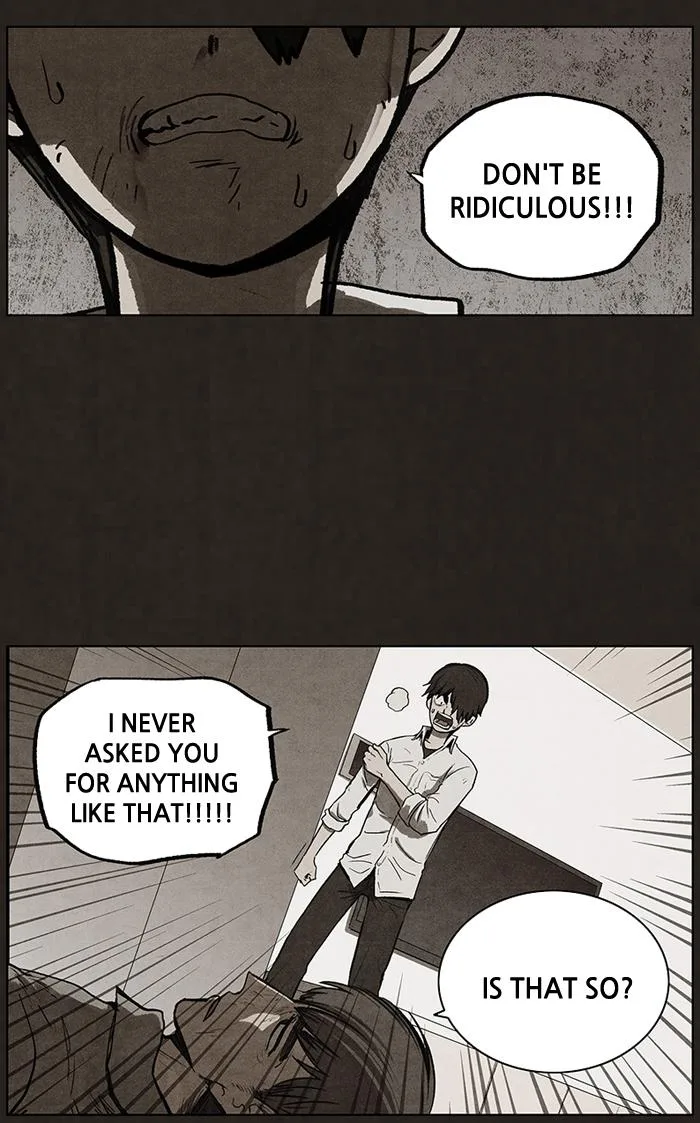 DON'T BE
RIDICULOUS!!!
I NEVER
ASKED YOU
FOR ANYTHING
LIKE THAT!!!!!
IS THAT SO?